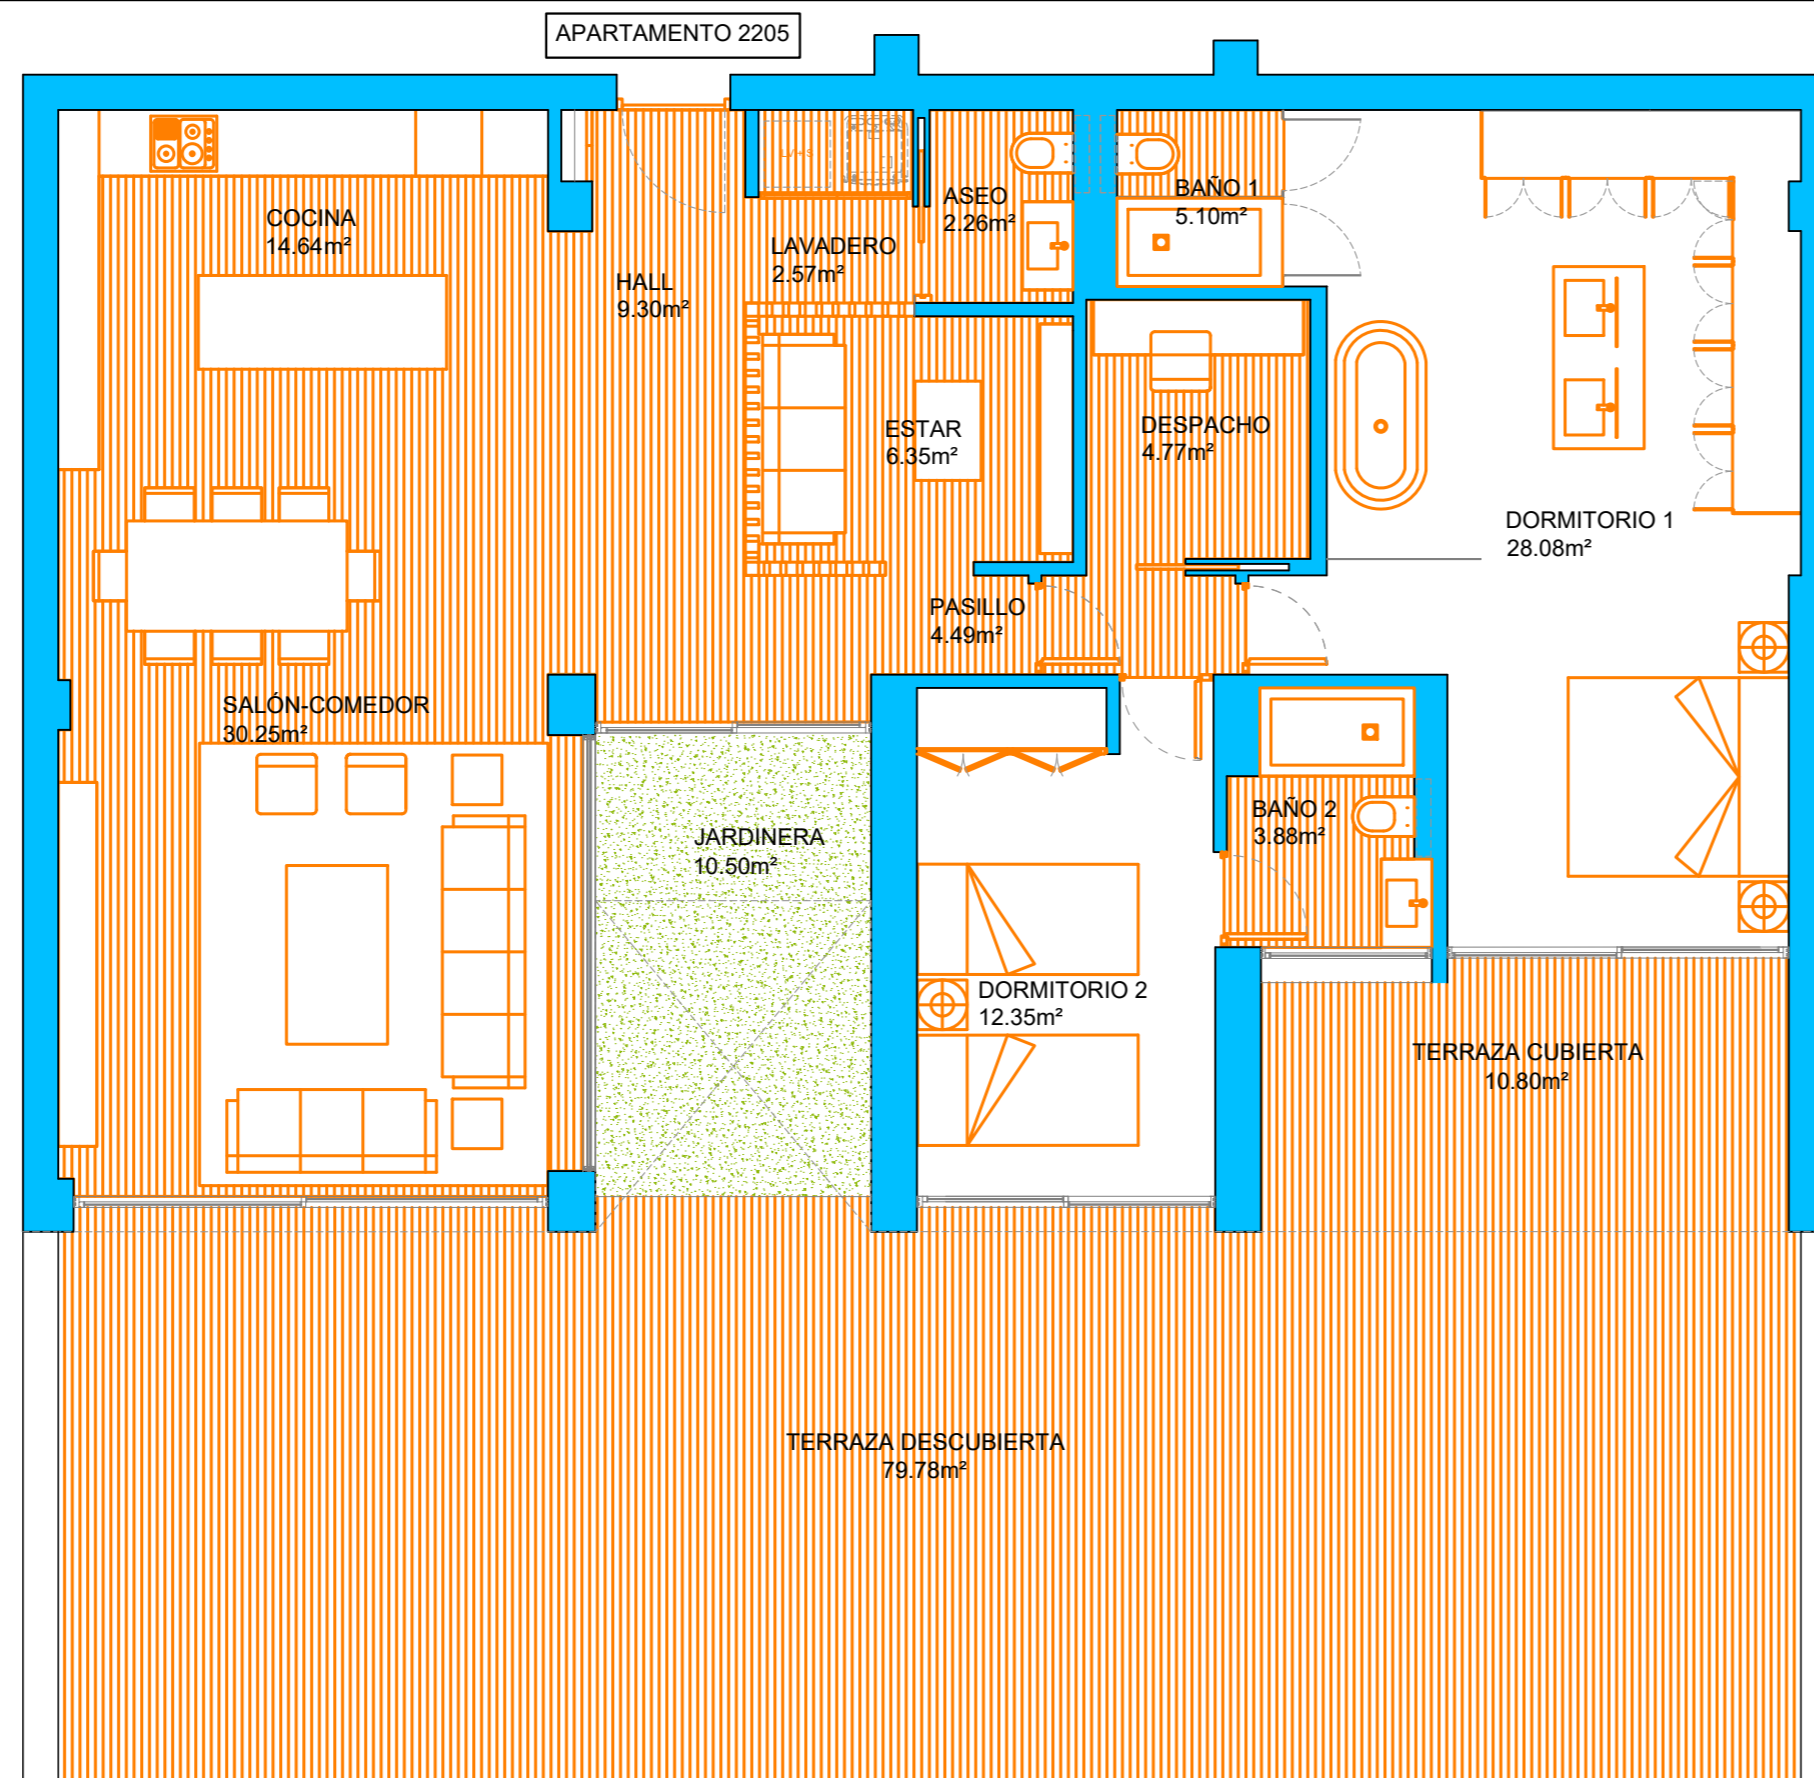 APARTAMENTO 2205
COCINA
14.64m²
HALL
9.30m²
LAVADERO
2.57m²
ASEO
2.26m²
BAÑO 1
5.10m²
ESTAR
6.35m²
DESPACHO
4.77m²
DORMITORIO 1
28.08m²
PASILLO
4.49m²
SALÓN-COMEDOR
30.25m²
JARDINERA
10.50m²
BAÑO 2
3.88m²
DORMITORIO 2
12.35m²
TERRAZA CUBIERTA
10.80m²
TERRAZA DESCUBIERTA
79.78m²